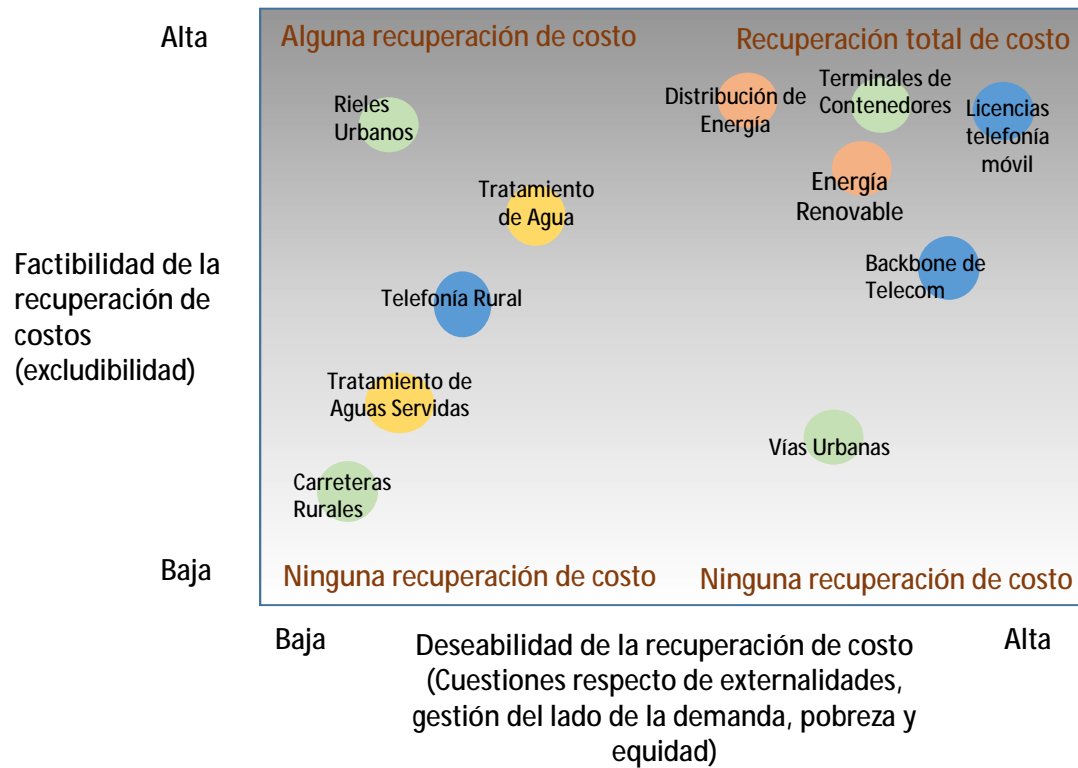 Alta
Alguna recuperación de costo
Recuperación total de costo
Rieles
Urbanos
Distribución de
Energía
Terminales de
Contenedores
Licencias
telefonía
móvil
Tratamiento
de Agua
Energía
Renovable
Factibilidad de la
recuperación de
costos
(excludibilidad)
Telefonía Rural
Backbone de
Telecom
Tratamiento de
Aguas Servidas
Vías Urbanas
Carreteras
Rurales
Baja
Ninguna recuperación de costo
Ninguna recuperación de costo
Baja
Deseabilidad de la recuperación de costo
(Cuestiones respecto de externalidades,
gestión del lado de la demanda, pobreza y
equidad)
Alta